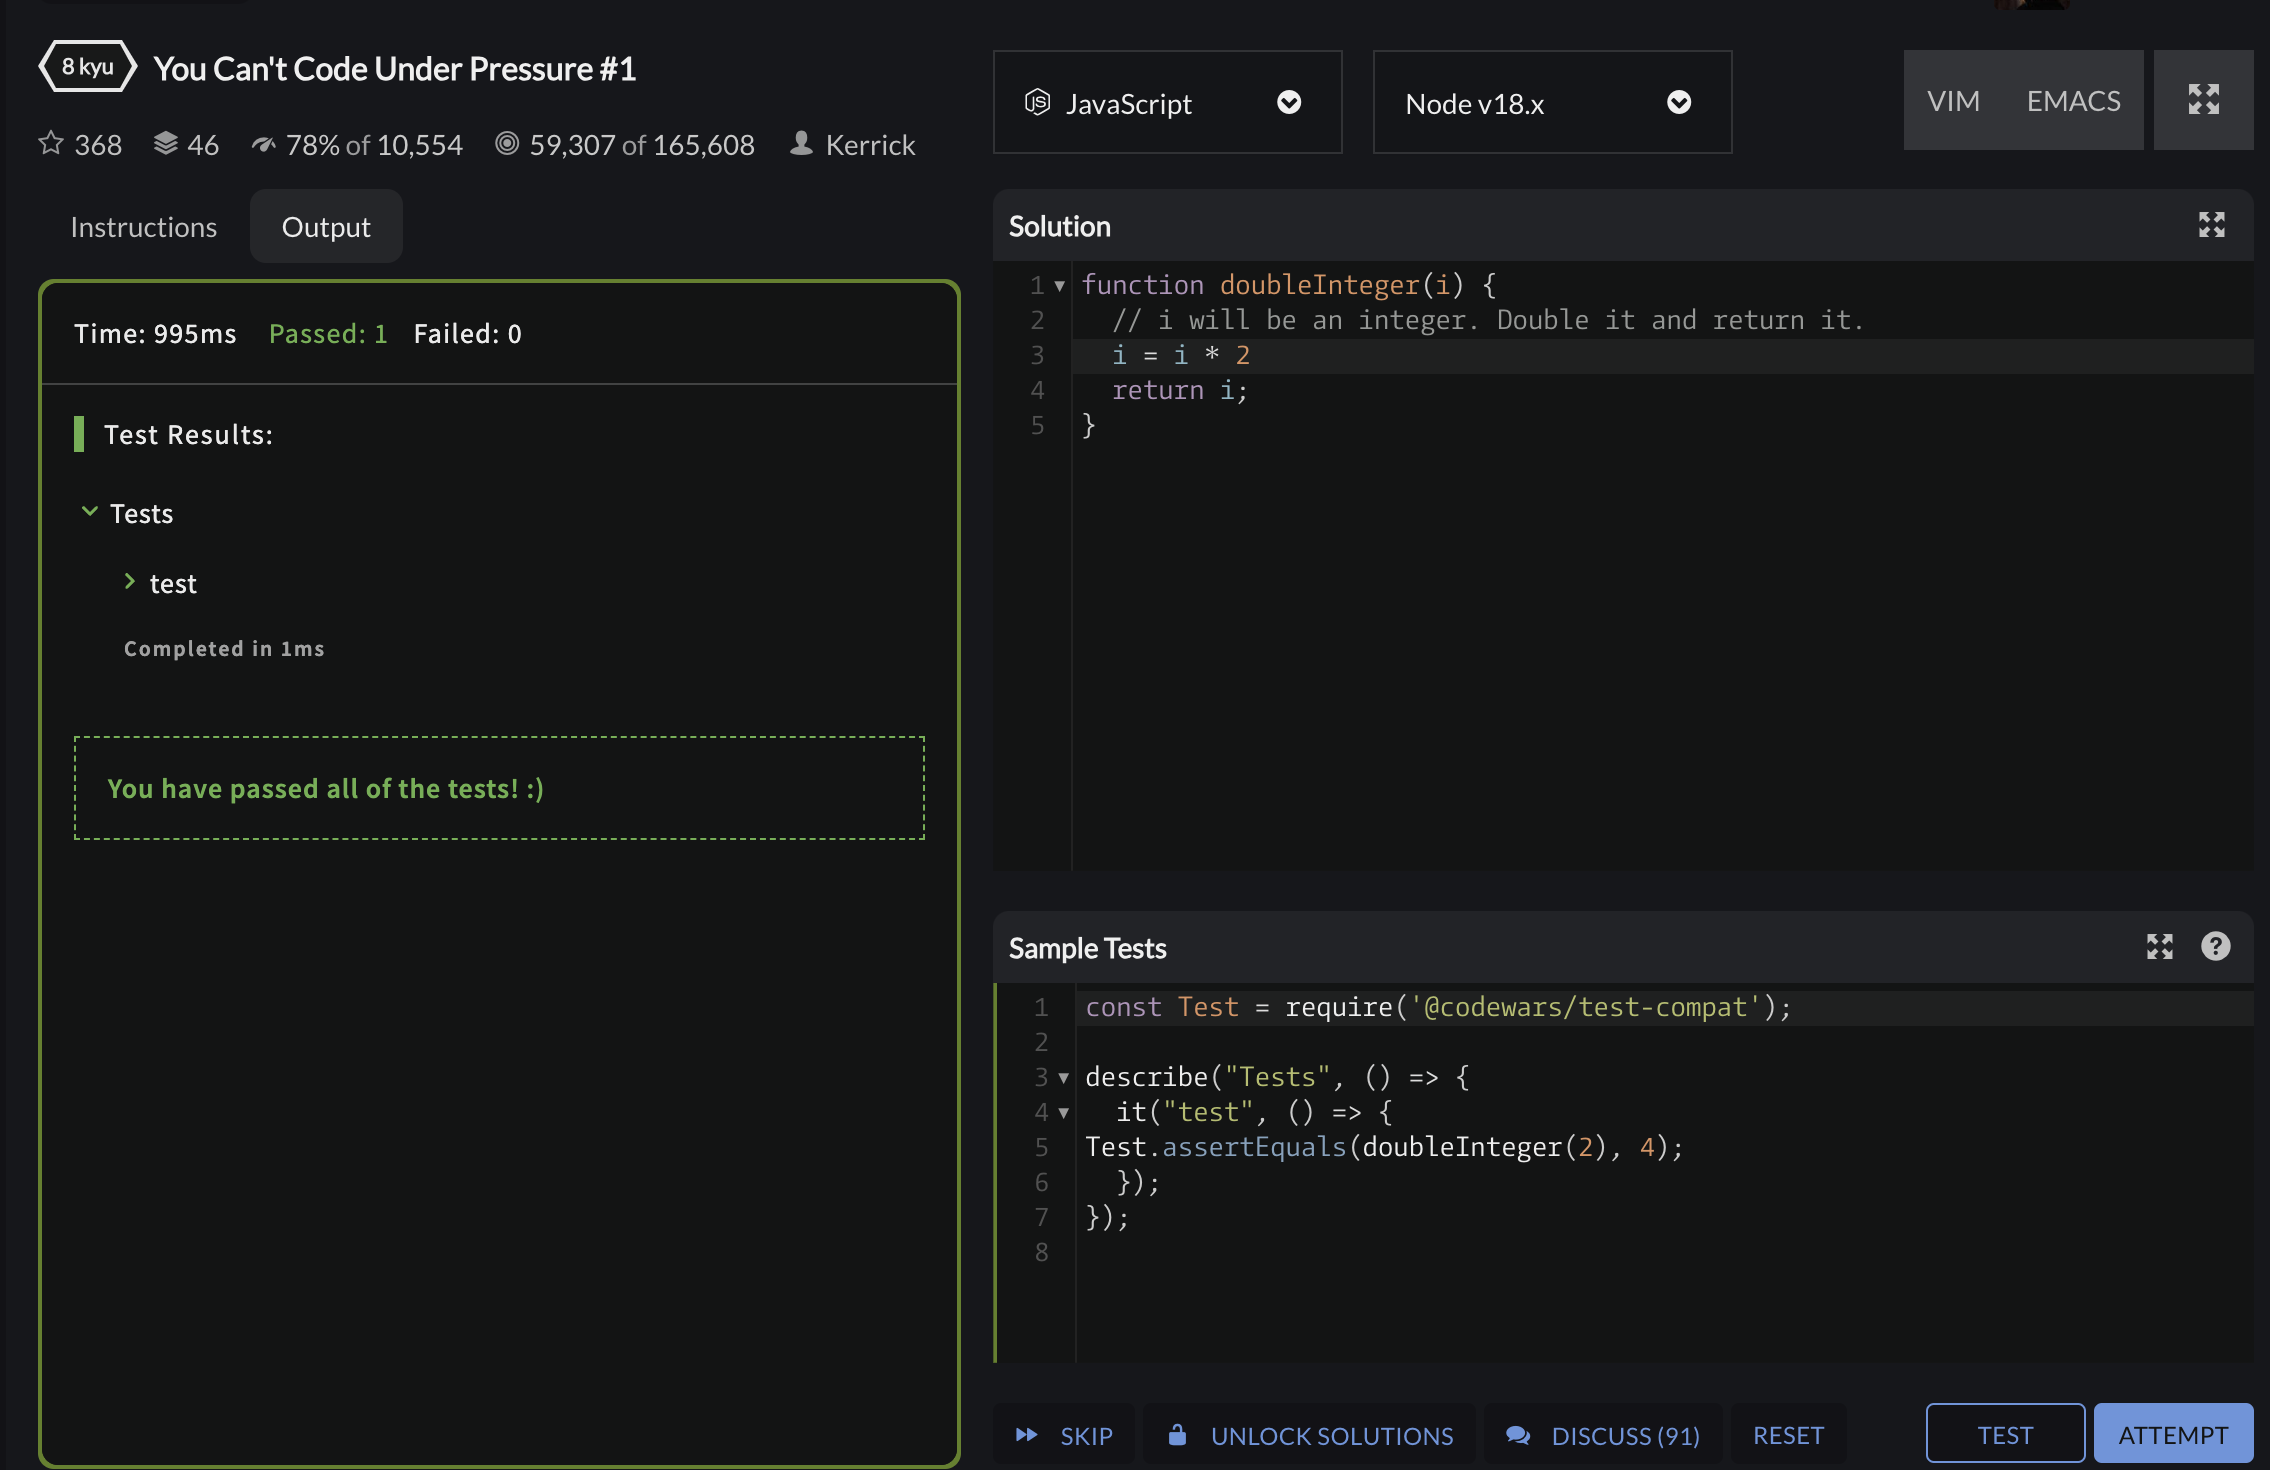 8 kyu You Can't Code Under Pressure #1
368 46 78% of 10,554 59,307 of 165,608 Kerrick
Instructions Output
Time: 995ms Passed: 1 Failed: 0
Test Results:
Tests
test
Completed in 1ms
You have passed all of the tests! :)
JS JavaScript Node v18.x VIM EMACS
Solution
1 function doubleInteger(i) {
2 // i will be an integer. Double it and return it.
3 i = i * 2
4 return i;
5 }
Sample Tests ?
1 const Test = require('@codewars/test-compat');
2
3 describe("Tests", () => {
4 it("test", () => {
5 Test.assertEquals(doubleInteger(2), 4);
6 });
7 });
8
SKIP UNLOCK SOLUTIONS DISCUSS (91) RESET TEST ATTEMPT